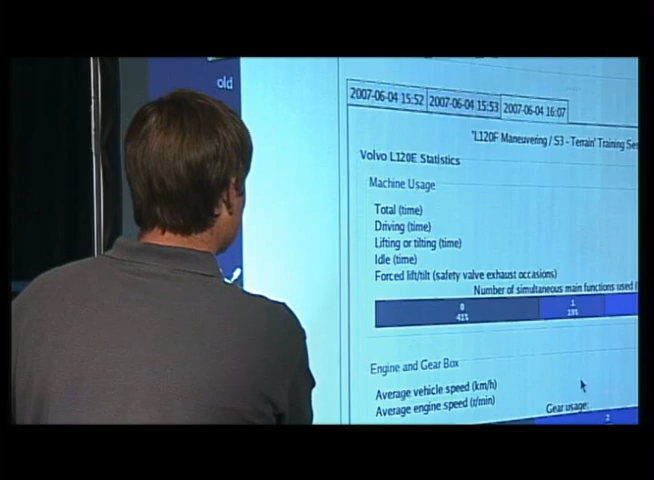 old
2007-06-04 15:52 2007-06-04 15:53 2007-06-04 16:07
"L120F Maneuvering / S3 - Terrain' Training Ses
Volvo L120E Statistics
Machine Usage
Total (time)
Driving (time)
Lifting or tilting (time)
Idle (time)
Forced lift/tilt (safety valve exhaust occasions)
Number of simultaneous main functions used (
0 1
41% 19%
Engine and Gear Box
Average vehicle speed (km/h)
Average engine speed (r/min)
Gear usage:
2